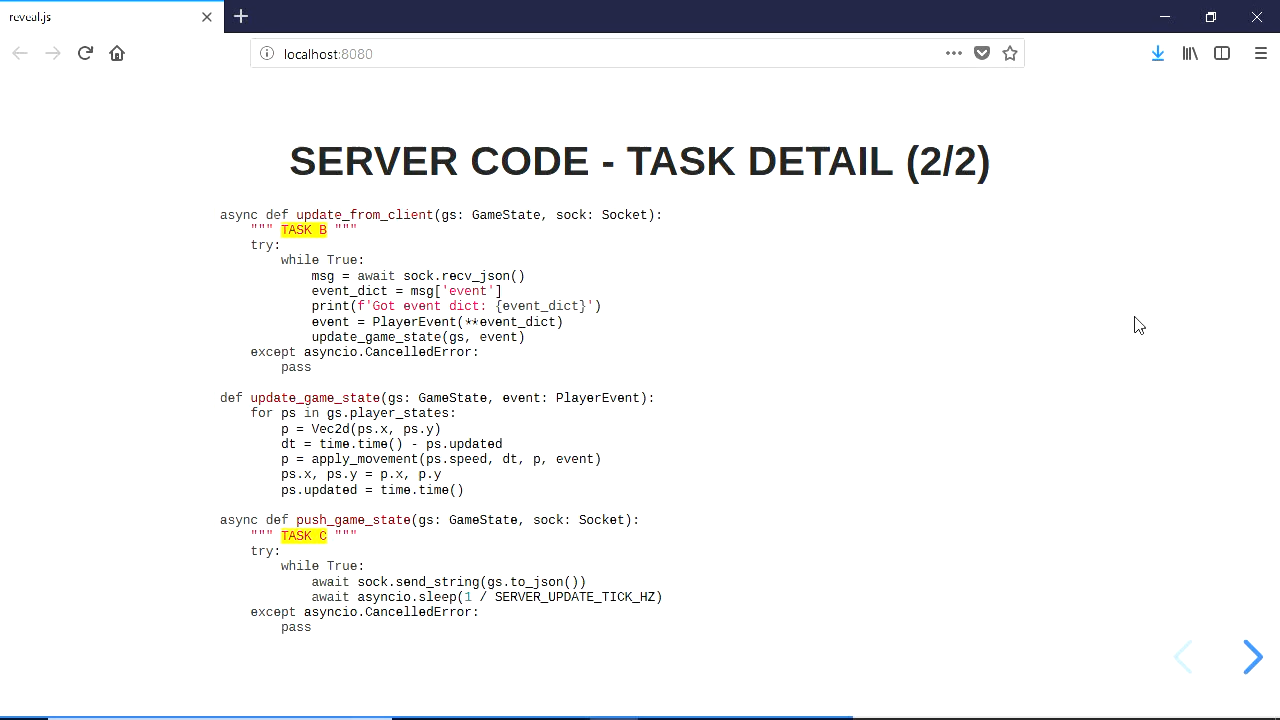 reveal.js
localhost:8080
SERVER CODE - TASK DETAIL (2/2)
async def update_from_client(gs: GameState, sock: Socket):
    """ TASK B """
    try:
        while True:
            msg = await sock.recv_json()
            event_dict = msg['event']
            print(f'Got event dict: {event_dict}')
            event = PlayerEvent(**event_dict)
            update_game_state(gs, event)
    except asyncio.CancelledError:
        pass
def update_game_state(gs: GameState, event: PlayerEvent):
    for ps in gs.player_states:
        p = Vec2d(ps.x, ps.y)
        dt = time.time() - ps.updated
        p = apply_movement(ps.speed, dt, p, event)
        ps.x, ps.y = p.x, p.y
        ps.updated = time.time()
async def push_game_state(gs: GameState, sock: Socket):
    """ TASK C """
    try:
        while True:
            await sock.send_string(gs.to_json())
            await asyncio.sleep(1 / SERVER_UPDATE_TICK_HZ)
    except asyncio.CancelledError:
        pass